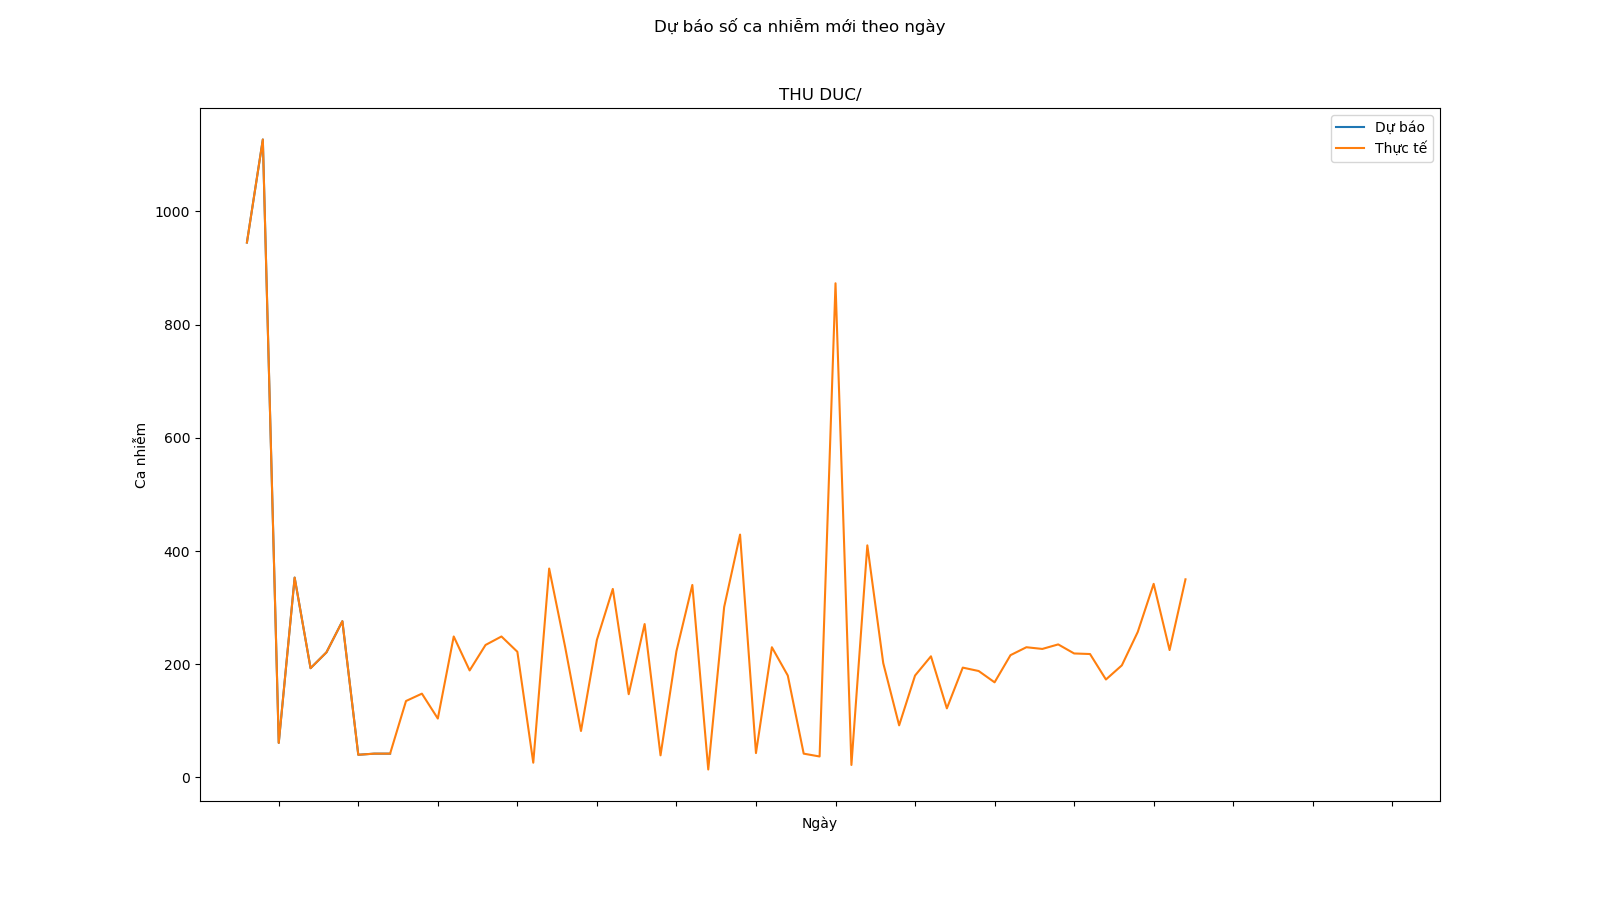 Dự báo số ca nhiễm mới theo ngày
THU DUC/
Dự báo
Thực tế
1000
800
600
400
200
0
Ca nhiễm
Ngày